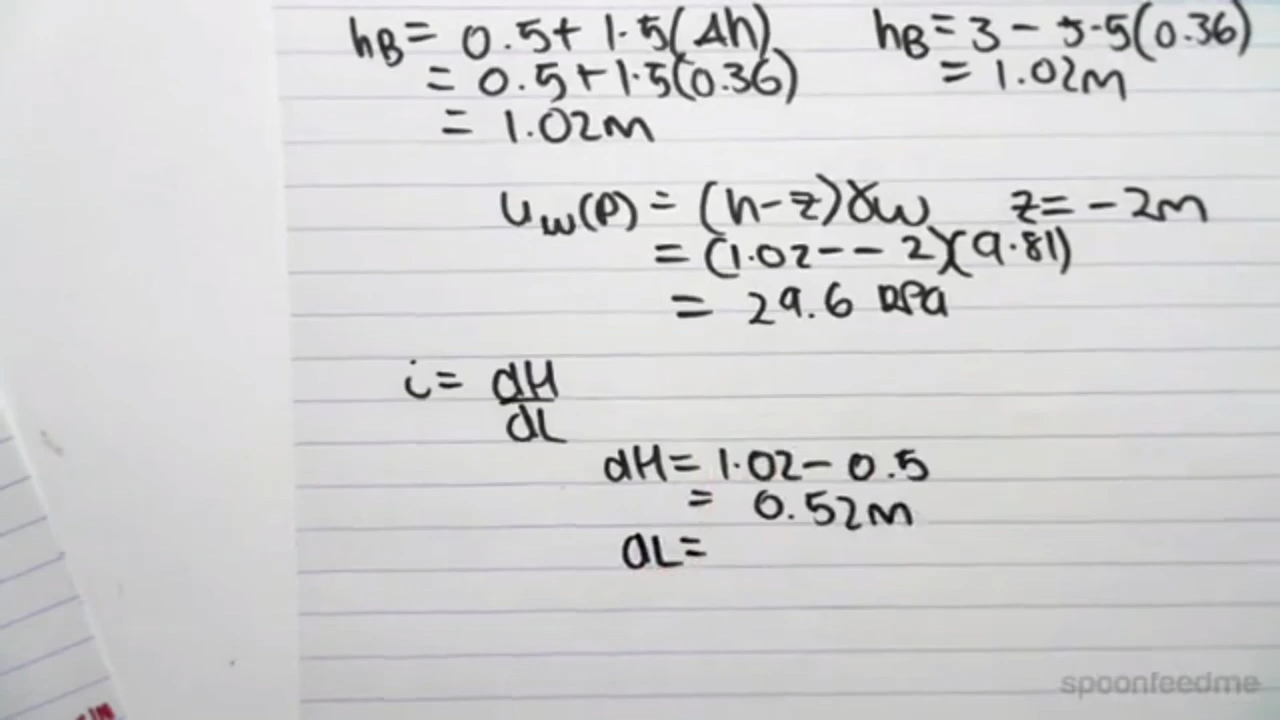 hB = 0.5 + 1.5(Δh)
= 0.5 + 1.5(0.36)
= 1.02m
hB = 3 - 5.5(0.36)
= 1.02m
uw(P) = (h-z)γw z = -2m
= (1.02 - - 2)(9.81)
= 29.6 kPa
i = dH/dL
dH = 1.02 - 0.5
= 0.52m
dL =
spoonfeedme